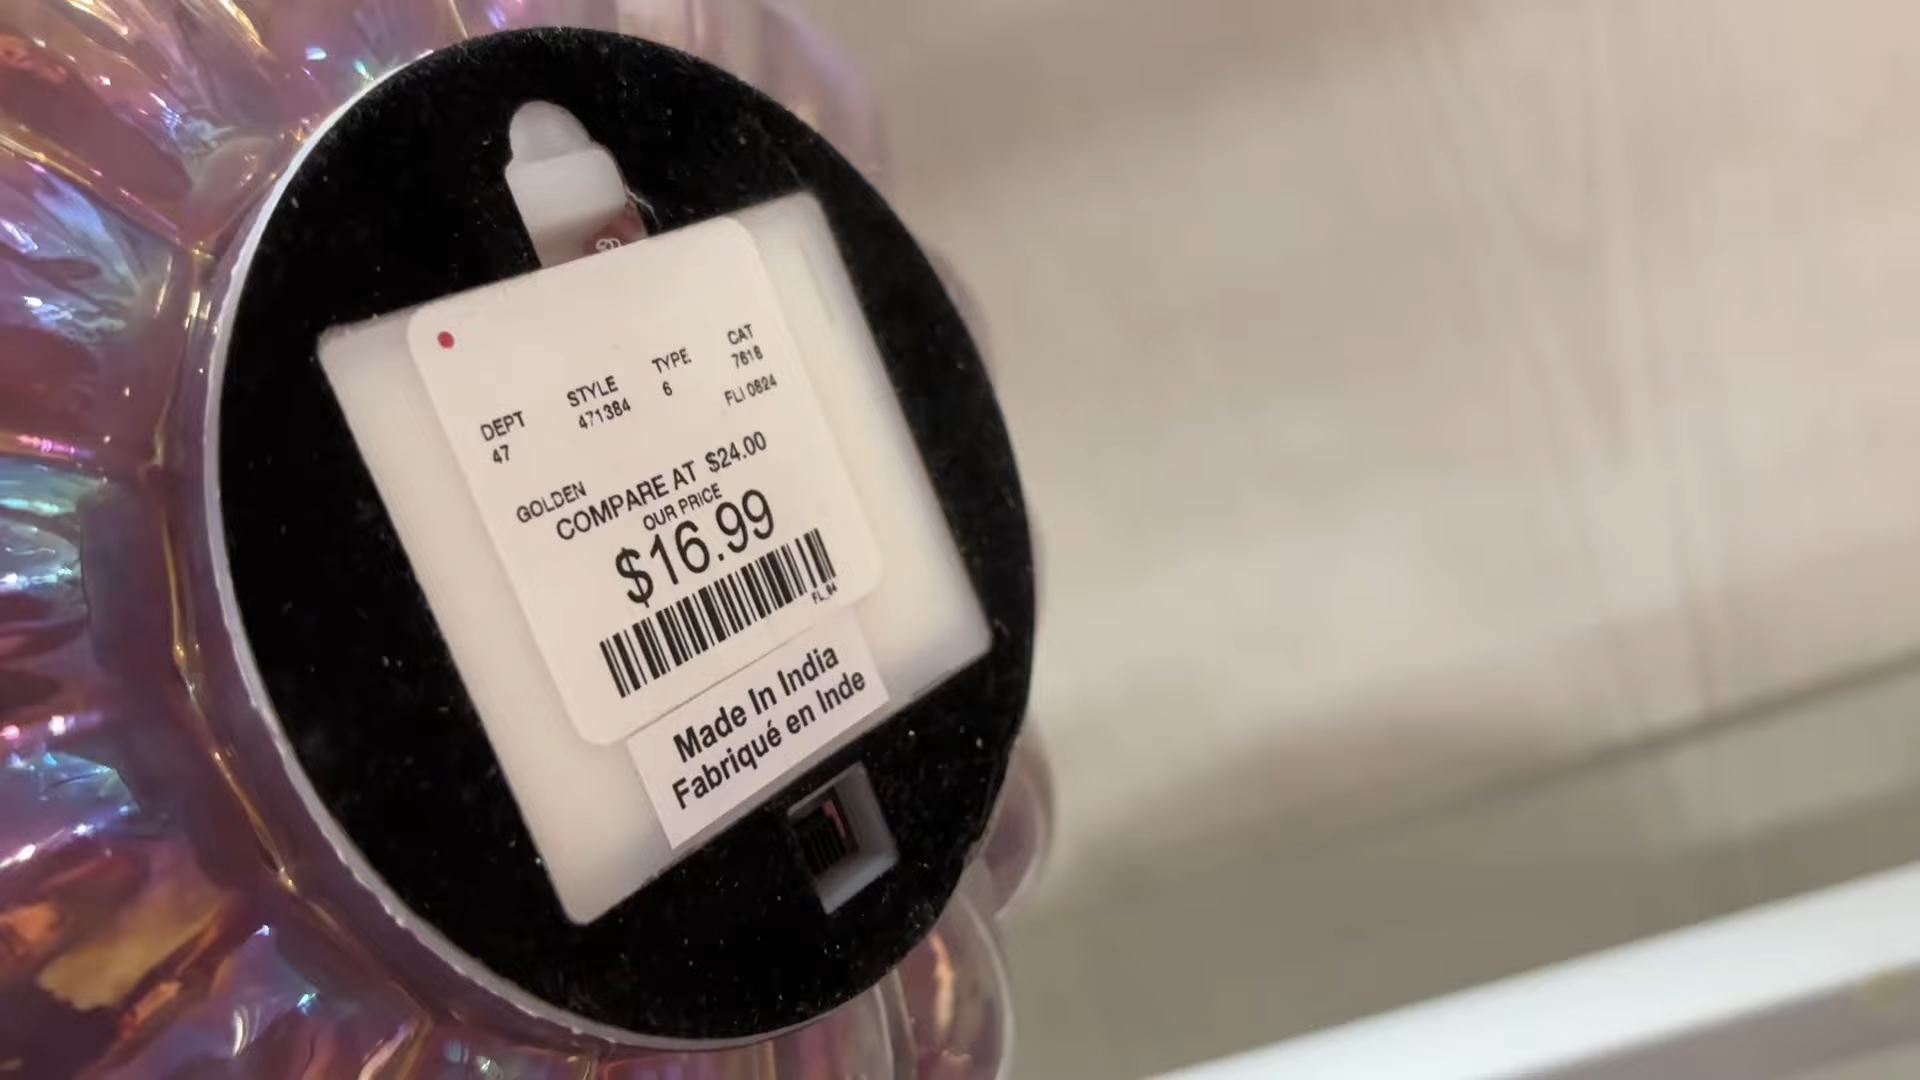 DEPT STYLE TYPE CAT
47 471384 6 7618
FLI 0824
GOLDEN
COMPARE AT $24.00
OUR PRICE
$16.99
FL_94
Made In India
Fabriqué en Inde